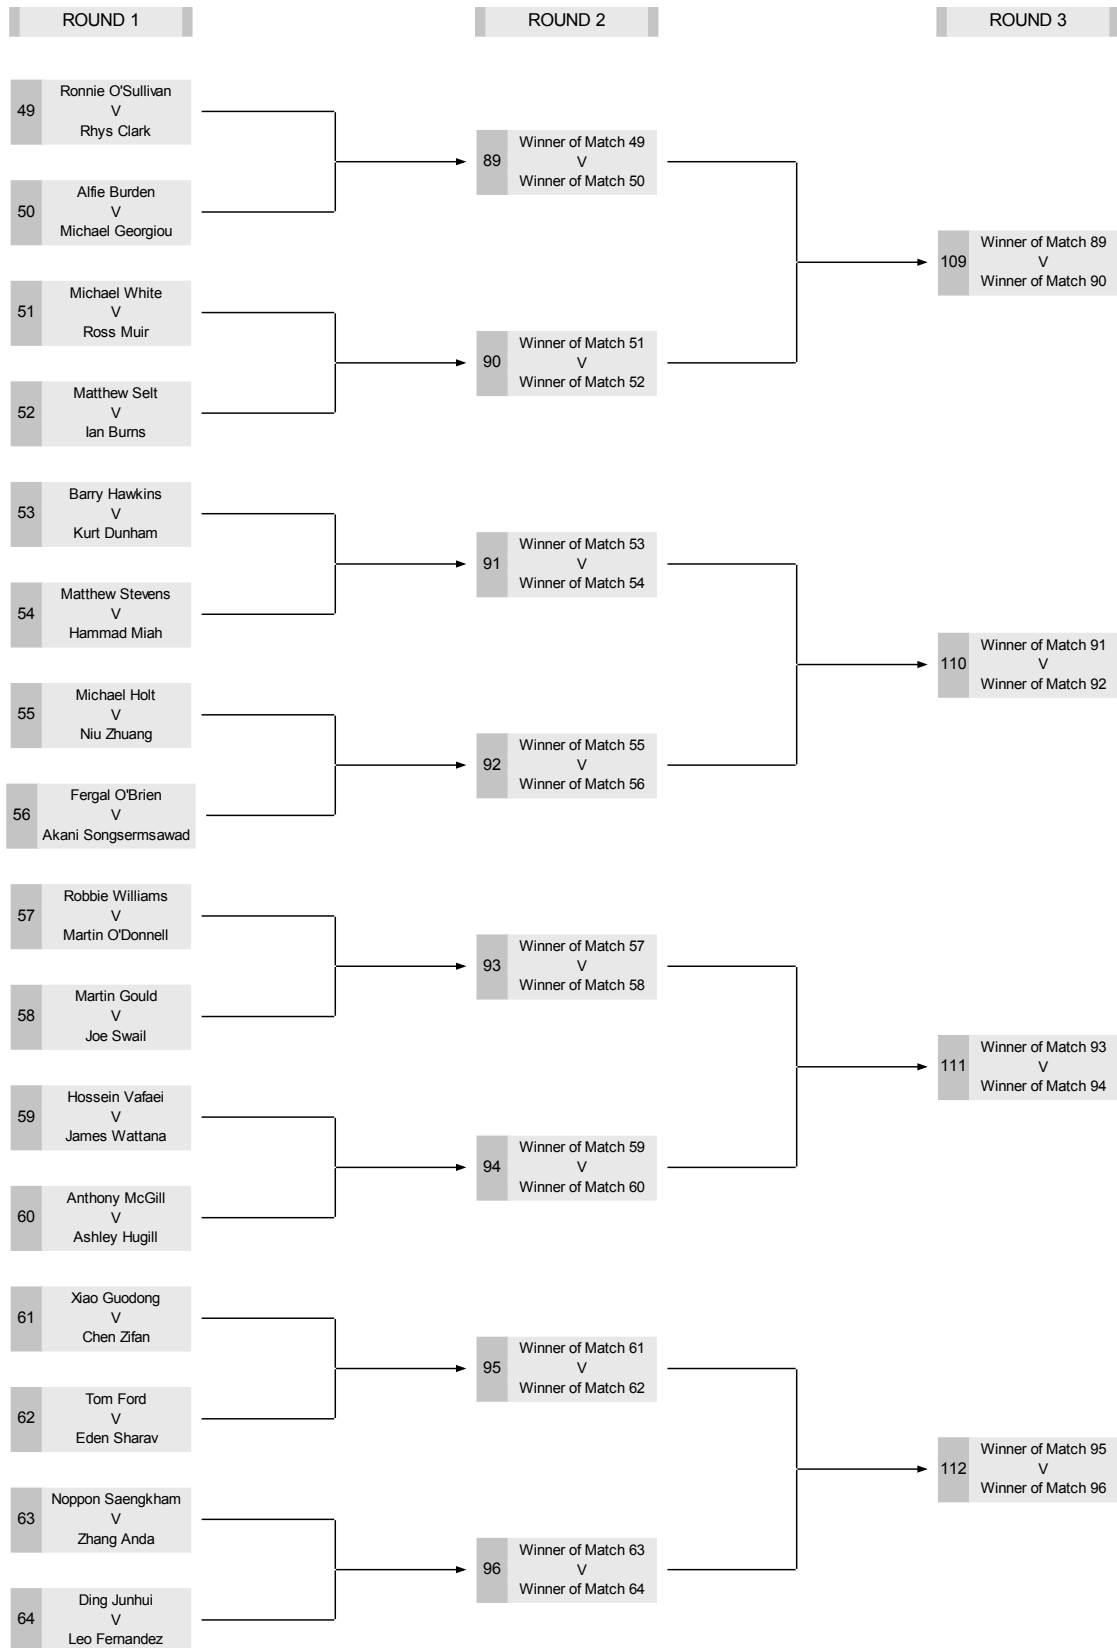 ROUND 1
ROUND 2
ROUND 3
49
Ronnie O'Sullivan
V
Rhys Clark
50
Alfie Burden
V
Michael Georgiou
51
Michael White
V
Ross Muir
52
Matthew Selt
V
Ian Burns
53
Barry Hawkins
V
Kurt Dunham
54
Matthew Stevens
V
Hammad Miah
55
Michael Holt
V
Niu Zhuang
56
Fergal O'Brien
V
Akani Songsermsawad
57
Robbie Williams
V
Martin O'Donnell
58
Martin Gould
V
Joe Swail
59
Hossein Vafaei
V
James Wattana
60
Anthony McGill
V
Ashley Hugill
61
Xiao Guodong
V
Chen Zifan
62
Tom Ford
V
Eden Sharav
63
Noppon Saengkham
V
Zhang Anda
64
Ding Junhui
V
Leo Fernandez
89
Winner of Match 49
V
Winner of Match 50
90
Winner of Match 51
V
Winner of Match 52
91
Winner of Match 53
V
Winner of Match 54
92
Winner of Match 55
V
Winner of Match 56
93
Winner of Match 57
V
Winner of Match 58
94
Winner of Match 59
V
Winner of Match 60
95
Winner of Match 61
V
Winner of Match 62
96
Winner of Match 63
V
Winner of Match 64
109
Winner of Match 89
V
Winner of Match 90
110
Winner of Match 91
V
Winner of Match 92
111
Winner of Match 93
V
Winner of Match 94
112
Winner of Match 95
V
Winner of Match 96